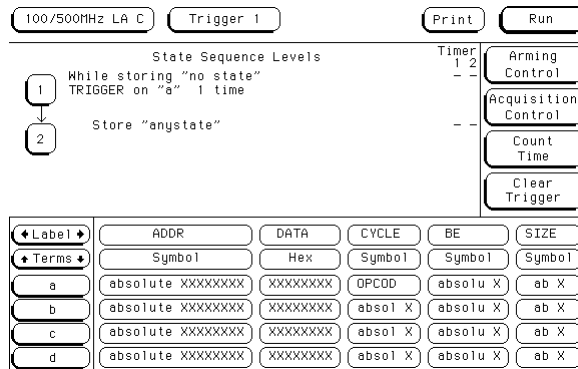 100/500MHz LA C Trigger 1 Print Run
State Sequence Levels Timer
1 2
While storing "no state" - -
1 TRIGGER on "a" 1 time
2 Store "anystate" - -
Arming
Control
Acquisition
Control
Count
Time
Clear
Trigger
Label ADDR DATA CYCLE BE SIZE
Terms Symbol Hex Symbol Symbol Symbol
a absolute XXXXXXXX XXXXXXXX OPCOD absolu X ab X
b absolute XXXXXXXX XXXXXXXX absol X absolu X ab X
c absolute XXXXXXXX XXXXXXXX absol X absolu X ab X
d absolute XXXXXXXX XXXXXXXX absol X absolu X ab X